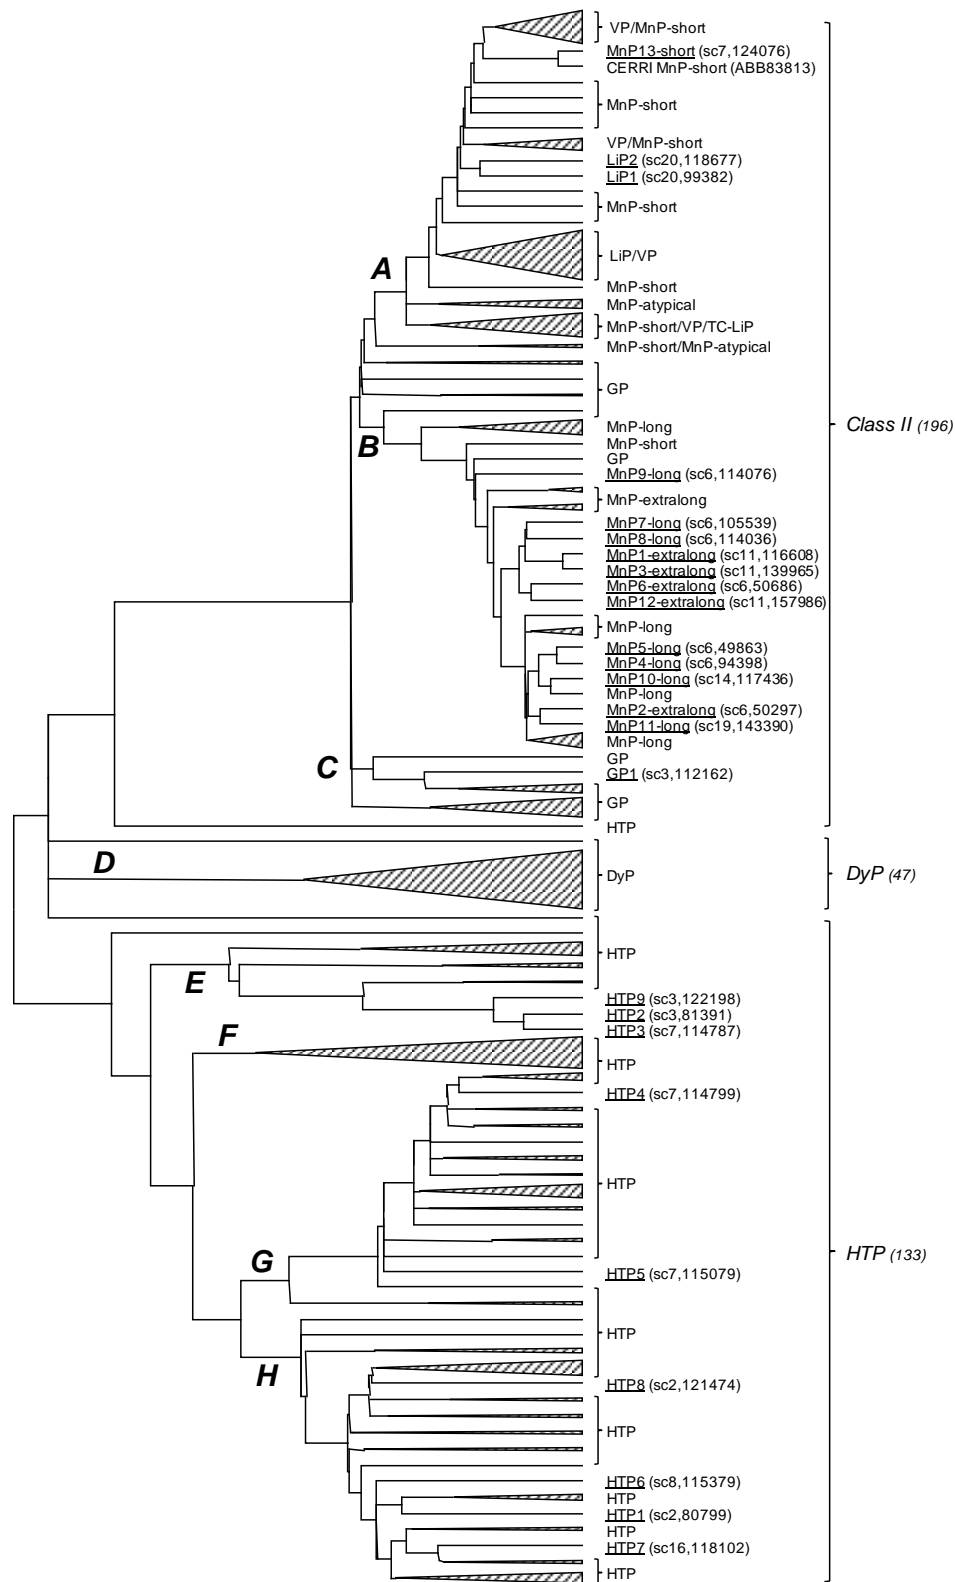 VP/MnP-short
MnP13-short (sc7,124076)
CERRI MnP-short (ABB83813)
MnP-short
VP/MnP-short
LiP2 (sc20,118677)
LiP1 (sc20,99382)
MnP-short
LiP/VP
A
MnP-short
MnP-atypical
MnP-short/VP/TC-LiP
MnP-short/MnP-atypical
GP
Class II (196)
MnP-long
B
MnP-short
GP
MnP9-long (sc6,114076)
MnP-extralong
MnP7-long (sc6,105539)
MnP8-long (sc6,114036)
MnP1-extralong (sc11,116608)
MnP3-extralong (sc11,139965)
MnP6-extralong (sc6,50686)
MnP12-extralong (sc11,157986)
MnP-long
MnP5-long (sc6,49863)
MnP4-long (sc6,94398)
MnP10-long (sc14,117436)
MnP-long
MnP2-extralong (sc6,50297)
MnP11-long (sc19,143390)
MnP-long
GP
C
GP1 (sc3,112162)
GP
HTP
D
DyP
DyP (47)
HTP
E
HTP9 (sc3,122198)
HTP2 (sc3,81391)
HTP3 (sc7,114787)
F
HTP
HTP4 (sc7,114799)
HTP
HTP (133)
G
HTP5 (sc7,115079)
HTP
H
HTP8 (sc2,121474)
HTP
HTP6 (sc8,115379)
HTP
HTP1 (sc2,80799)
HTP
HTP7 (sc16,118102)
HTP